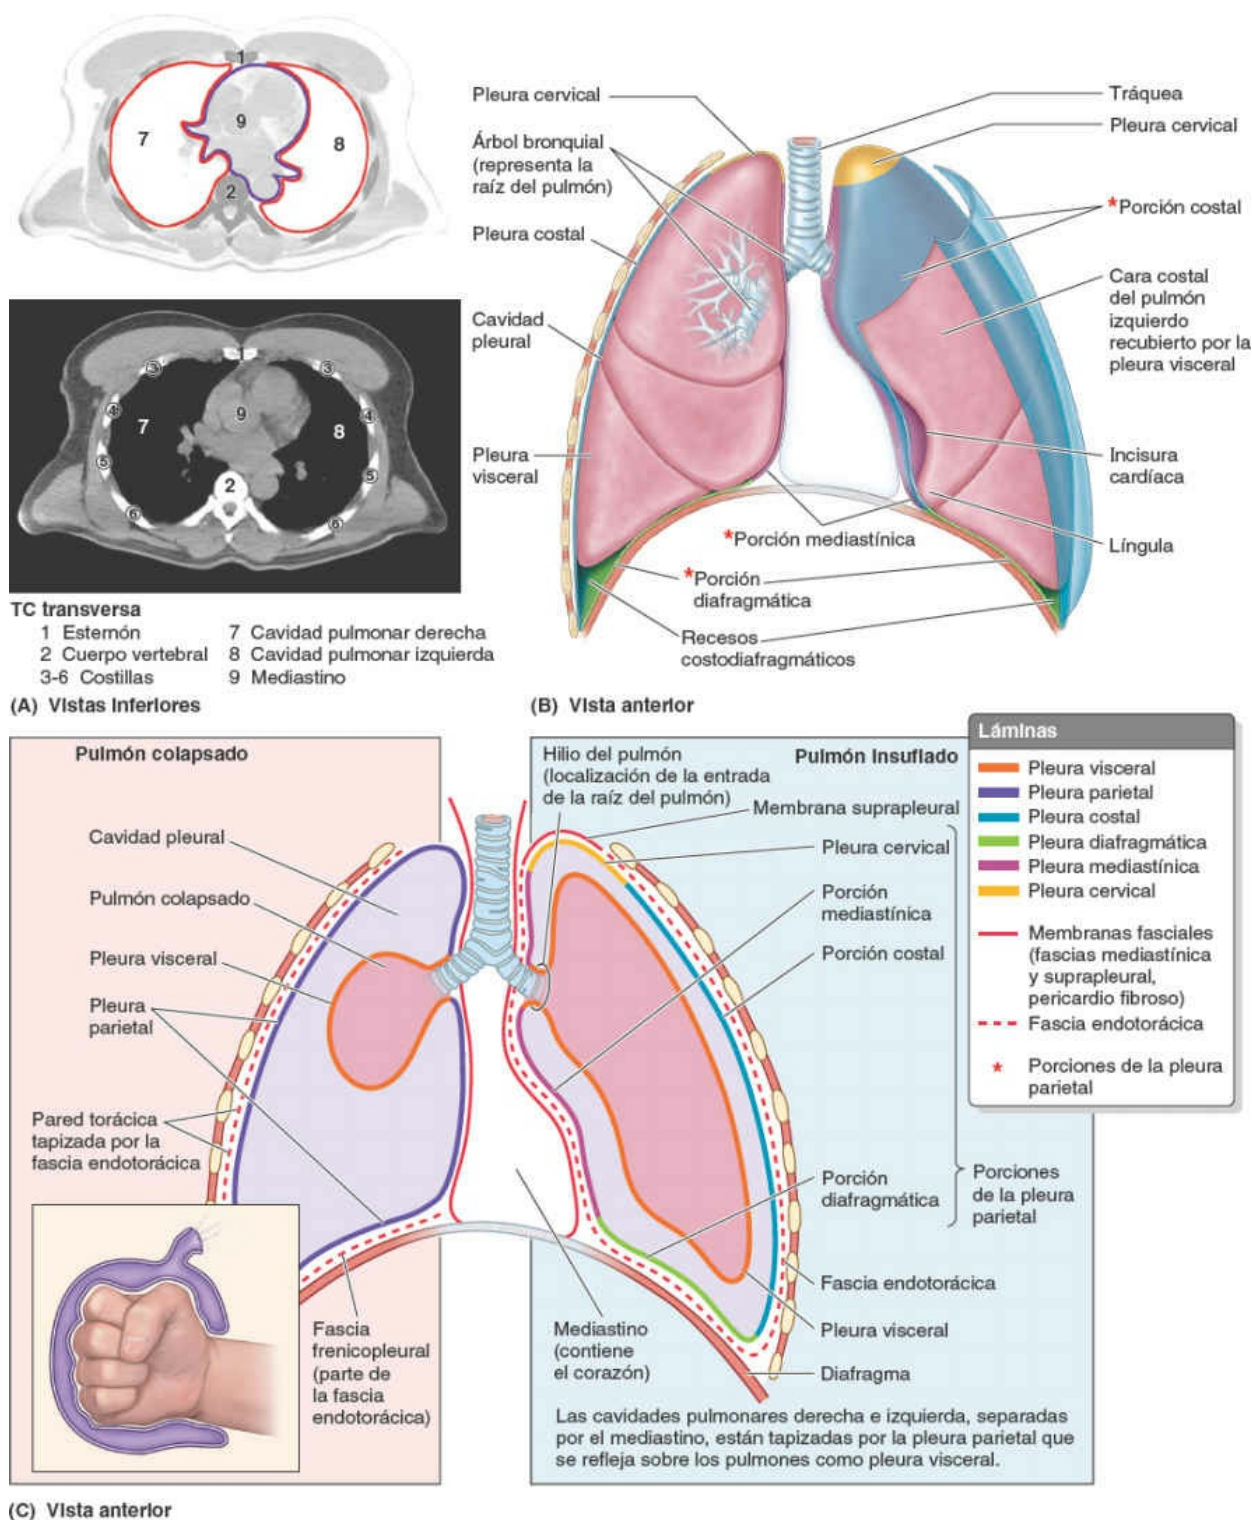 1
7
9
8
2
1
3
3
4
4
7
9
8
5
5
2
6
6
TC transversa
1 Esternón
2 Cuerpo vertebral
3-6 Costillas
7 Cavidad pulmonar derecha
8 Cavidad pulmonar izquierda
9 Mediastino
(A) Vistas inferiores
Pleura cervical
Árbol bronquial
(representa la
raíz del pulmón)
Pleura costal
Cavidad
pleural
Pleura
visceral
Tráquea
Pleura cervical
*Porción costal
Cara costal
del pulmón
izquierdo
recubierto por la
pleura visceral
Incisura
cardíaca
Língula
*Porción mediastínica
*Porción
diafragmática
Recesos
costodiafragmáticos
(B) Vista anterior
Láminas
Pleura visceral
Pleura parietal
Pleura costal
Pleura diafragmática
Pleura mediastínica
Pleura cervical
Membranas fasciales
(fascias mediastínica
y suprapleural,
pericardio fibroso)
Fascia endotorácica
* Porciones de la pleura
parietal
Pulmón colapsado
Cavidad pleural
Pulmón colapsado
Pleura visceral
Pleura
parietal
Pared torácica
tapizada por la
fascia endotorácica
Fascia
frenicopleural
(parte de
la fascia
endotorácica)
Hilio del pulmón
(localización de la entrada
de la raíz del pulmón)
Pulmón insuflado
Membrana suprapleural
Pleura cervical
Porción
mediastínica
Porción costal
Porción
diafragmática
Porciones
de la pleura
parietal
Fascia endotorácica
Pleura visceral
Diafragma
Mediastino
(contiene
el corazón)
Las cavidades pulmonares derecha e izquierda, separadas
por el mediastino, están tapizadas por la pleura parietal que
se refleja sobre los pulmones como pleura visceral.
(C) Vista anterior